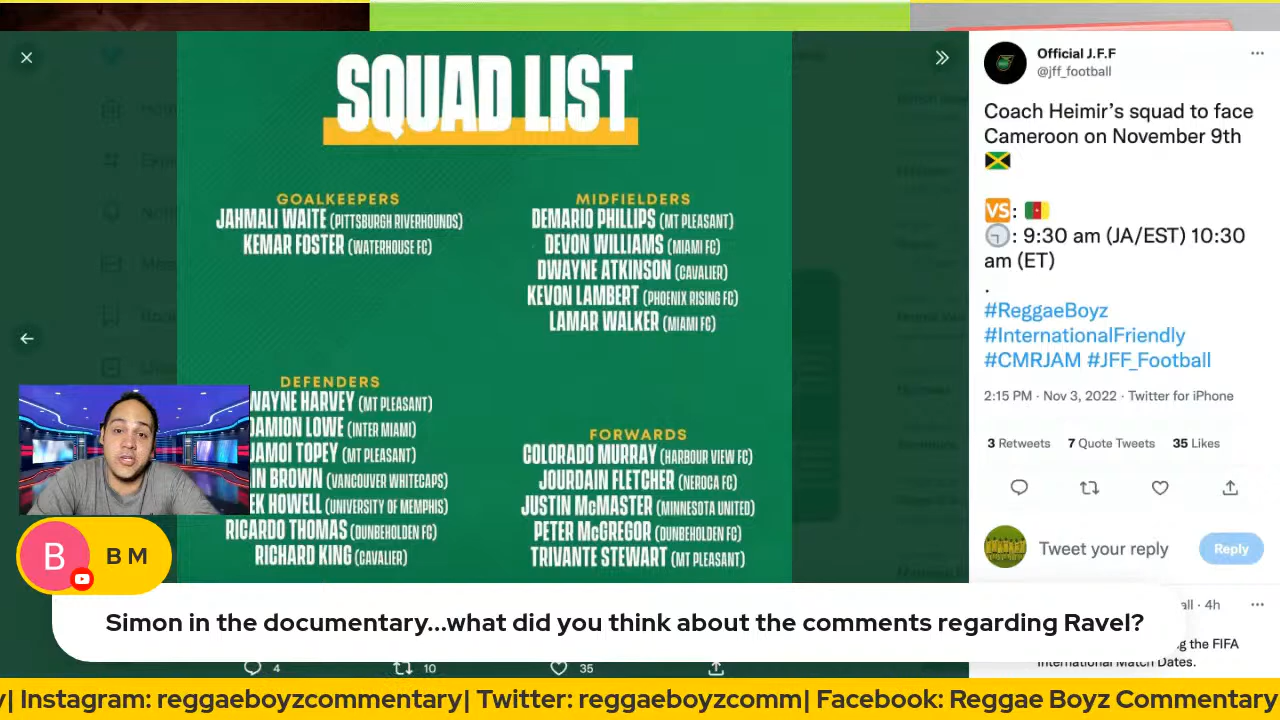 SQUAD LIST
GOALKEEPERS
JAHMALI WAITE (PITTSBURGH RIVERHOUNDS)
KEMAR FOSTER (WATERHOUSE FC)
MIDFIELDERS
DEMARIO PHILLIPS (MT PLEASANT)
DEVON WILLIAMS (MIAMI FC)
DWAYNE ATKINSON (CAVALIER)
KEVON LAMBERT (PHOENIX RISING FC)
LAMAR WALKER (MIAMI FC)
DEFENDERS
WAYNE HARVEY (MT PLEASANT)
DAMION LOWE (INTER MIAMI)
JAMOI TOPEY (MT PLEASANT)
IN BROWN (VANCOUVER WHITECAPS)
EK HOWELL (UNIVERSITY OF MEMPHIS)
RICARDO THOMAS (DUNBEHOLDEN FC)
RICHARD KING (CAVALIER)
FORWARDS
COLORADO MURRAY (HARBOUR VIEW FC)
JOURDAIN FLETCHER (NEROCA FC)
JUSTIN McMASTER (MINNESOTA UNITED)
PETER McGREGOR (DUNBEHOLDEN FC)
TRIVANTE STEWART (MT PLEASANT)
Official J.F.F
@jff_football
Coach Heimir's squad to face
Cameroon on November 9th
VS:
: 9:30 am (JA/EST) 10:30
am (ET)
.
#ReggaeBoyz
#InternationalFriendly
#CMRJAM #JFF_Football
2:15 PM · Nov 3, 2022 · Twitter for iPhone
3 Retweets 7 Quote Tweets 35 Likes
Tweet your reply
Reply
all · 4h
g the FIFA
International Match Dates.
B
B M
Simon in the documentary...what did you think about the comments regarding Ravel?
4 10 35
y| Instagram: reggaeboyzcommentary| Twitter: reggaeboyzcomm| Facebook: Reggae Boyz Commentary